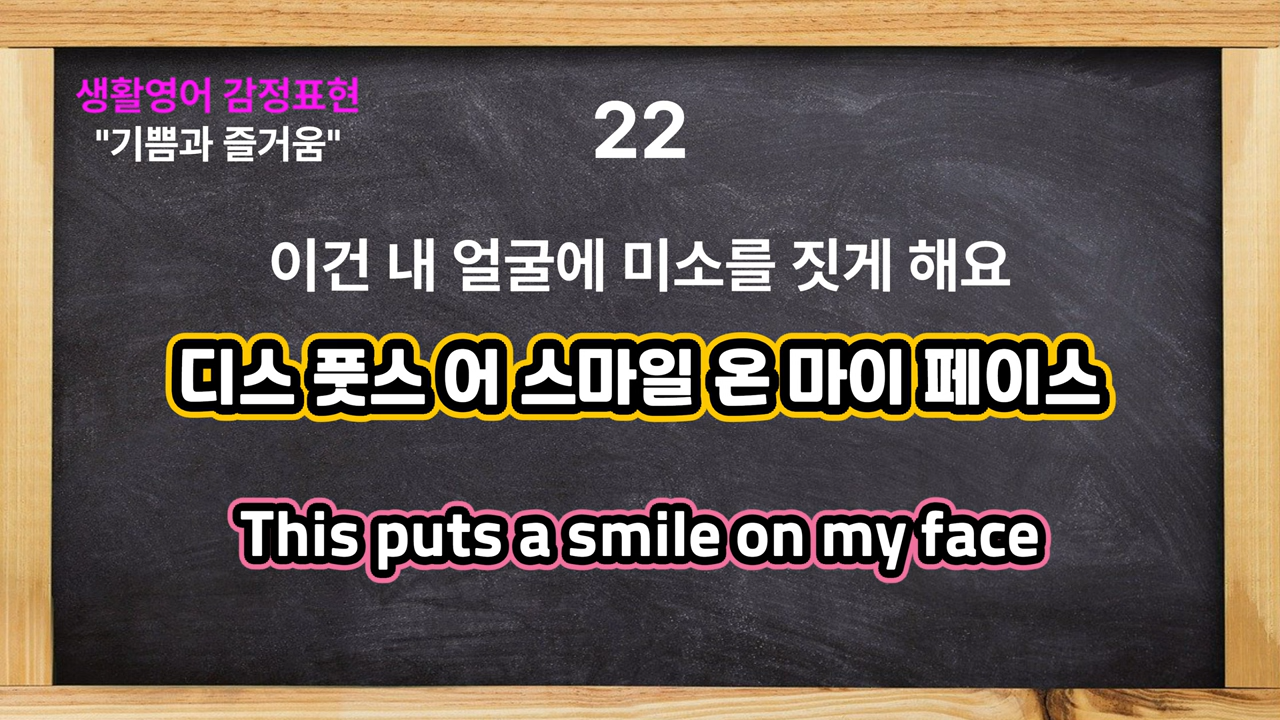 생활영어 감정표현
"기쁨과 즐거움"
22
이건 내 얼굴에 미소를 짓게 해요
디스 풋스 어 스마일 온 마이 페이스
This puts a smile on my face